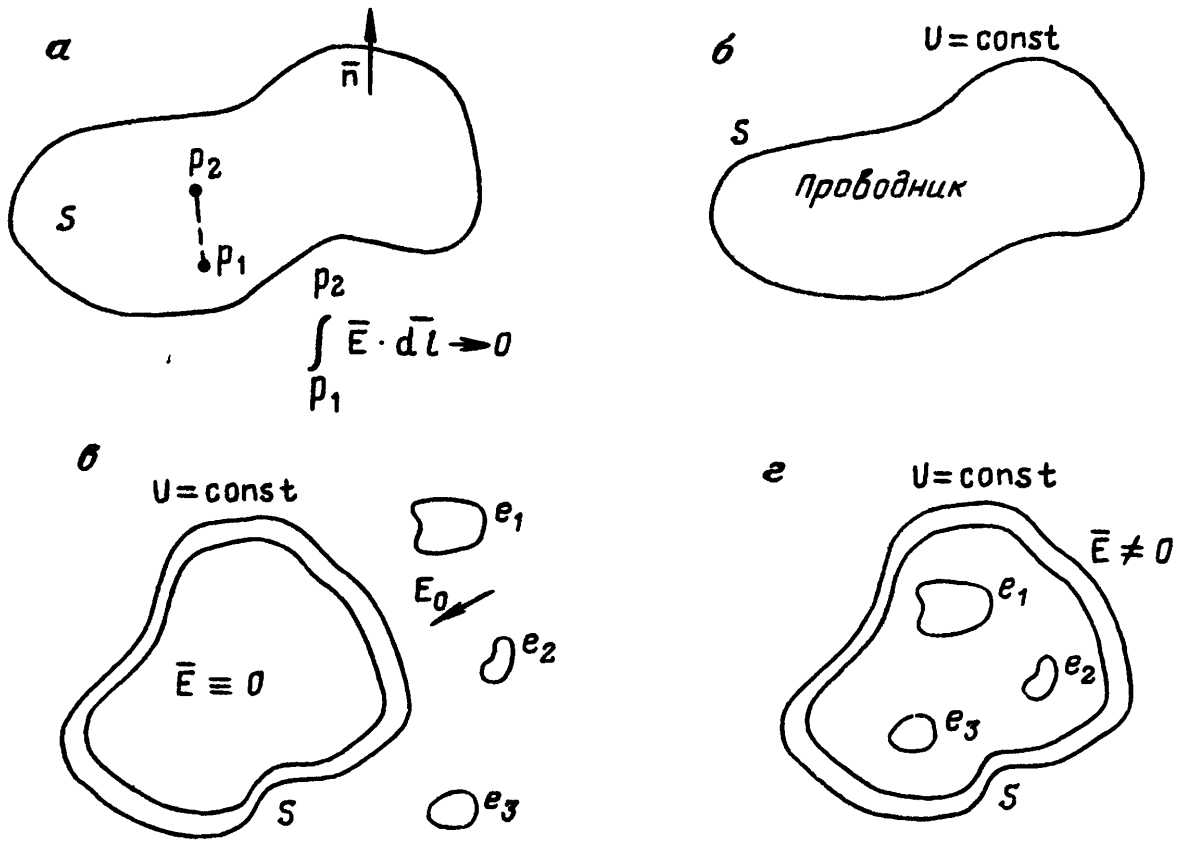 а
n̄
S
p₂
p₁
p₂
∫ Ē · dl̄ → 0
p₁
б
U = const
S
Проводник
в
U = const
e₁
E₀
e₂
Ē ≡ 0
S
e₃
г
U = const
Ē ≠ 0
e₁
e₂
e₃
S